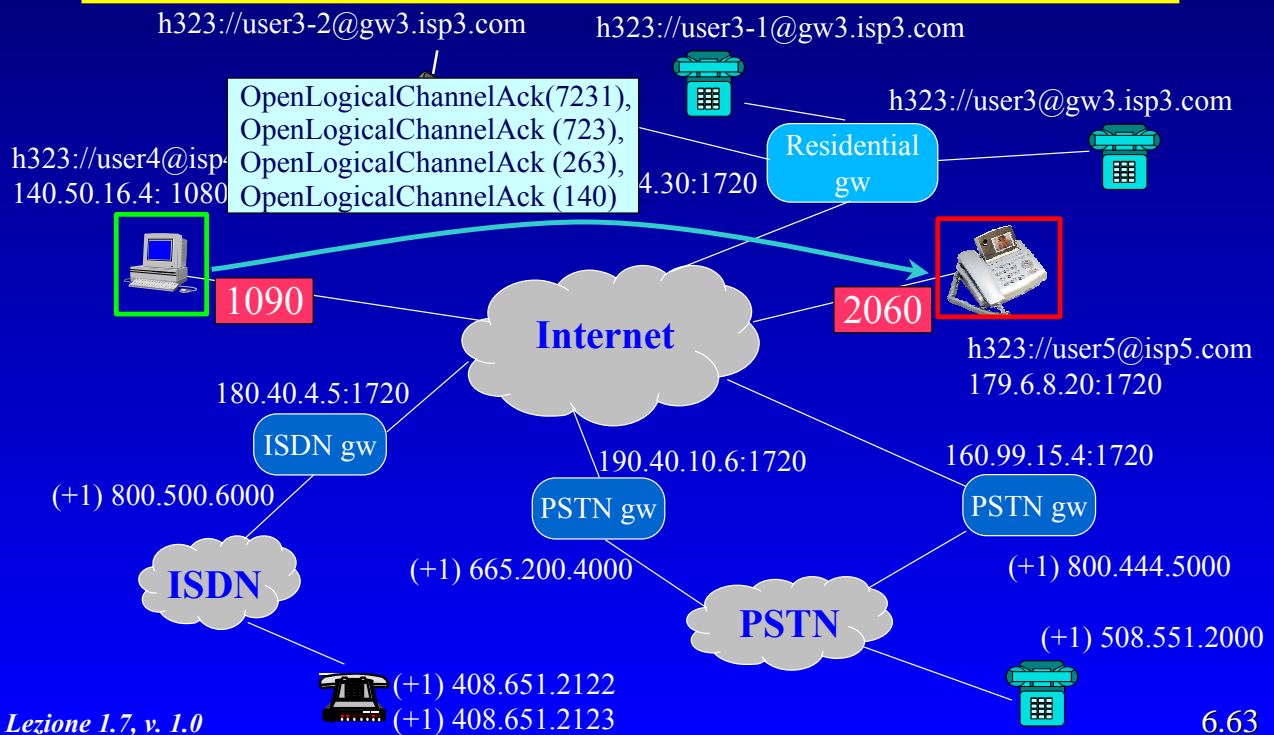 h323://user3-2@gw3.isp3.com
h323://user3-1@gw3.isp3.com
OpenLogicalChannelAck(7231),
OpenLogicalChannelAck (723),
OpenLogicalChannelAck (263),
OpenLogicalChannelAck (140)
h323://user3@gw3.isp3.com
Residential
gw
h323://user4@isp4
140.50.16.4: 1080
4.30:1720
1090
2060
Internet
h323://user5@isp5.com
179.6.8.20:1720
180.40.4.5:1720
ISDN gw
190.40.10.6:1720
160.99.15.4:1720
(+1) 800.500.6000
PSTN gw
PSTN gw
ISDN
(+1) 665.200.4000
(+1) 800.444.5000
PSTN
(+1) 508.551.2000
(+1) 408.651.2122
(+1) 408.651.2123
Lezione 1.7, v. 1.0
6.63